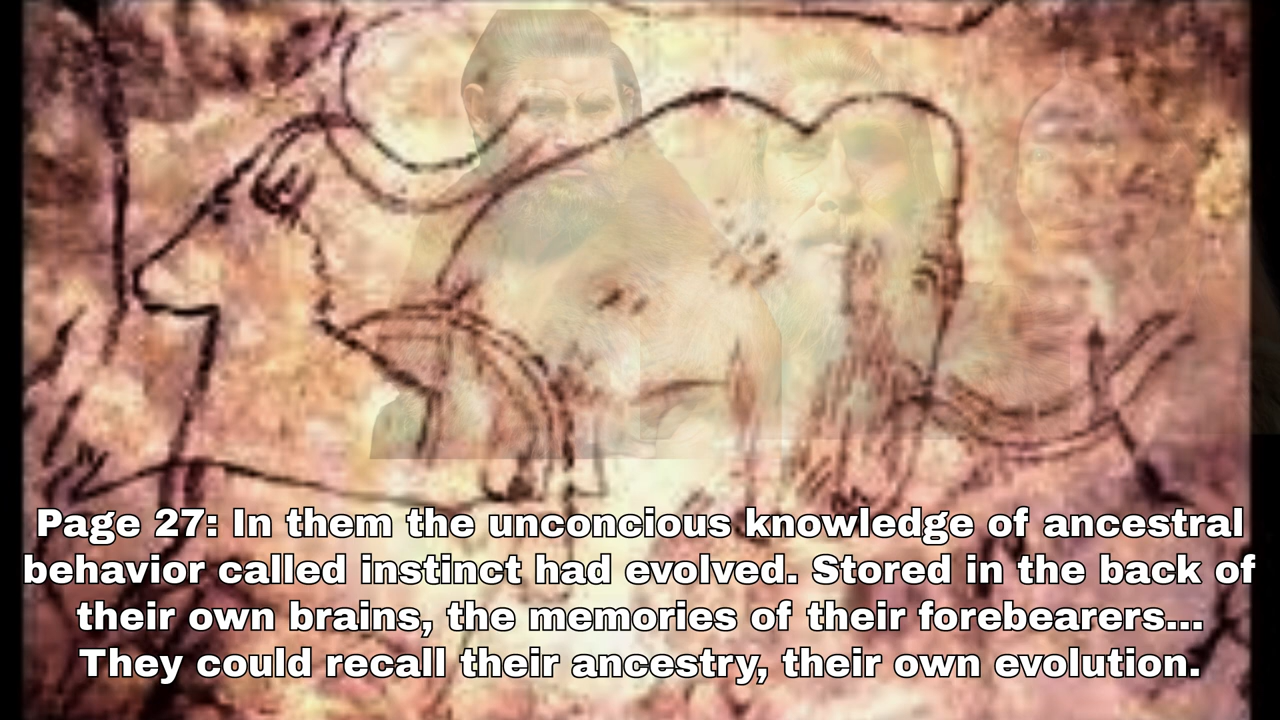 Page 27: In them the unconcious knowledge of ancestral
behavior called instinct had evolved. Stored in the back of
their own brains, the memories of their forebearers...
They could recall their ancestry, their own evolution.